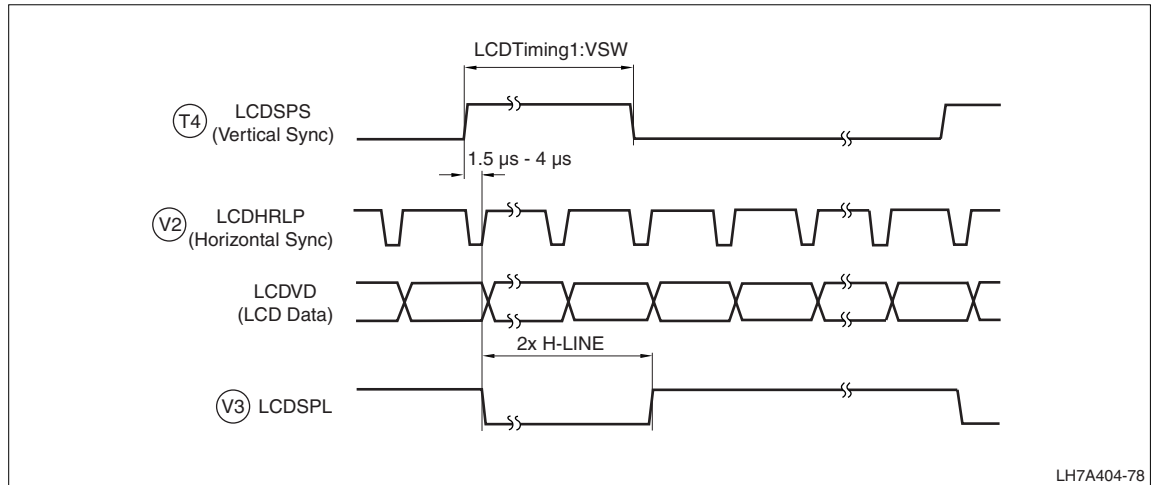 LCDTiming1:VSW
T4 LCDSPS
(Vertical Sync)
1.5 µs - 4 µs
V2 LCDHRLP
(Horizontal Sync)
LCDVD
(LCD Data)
2x H-LINE
V3 LCDSPL
LH7A404-78